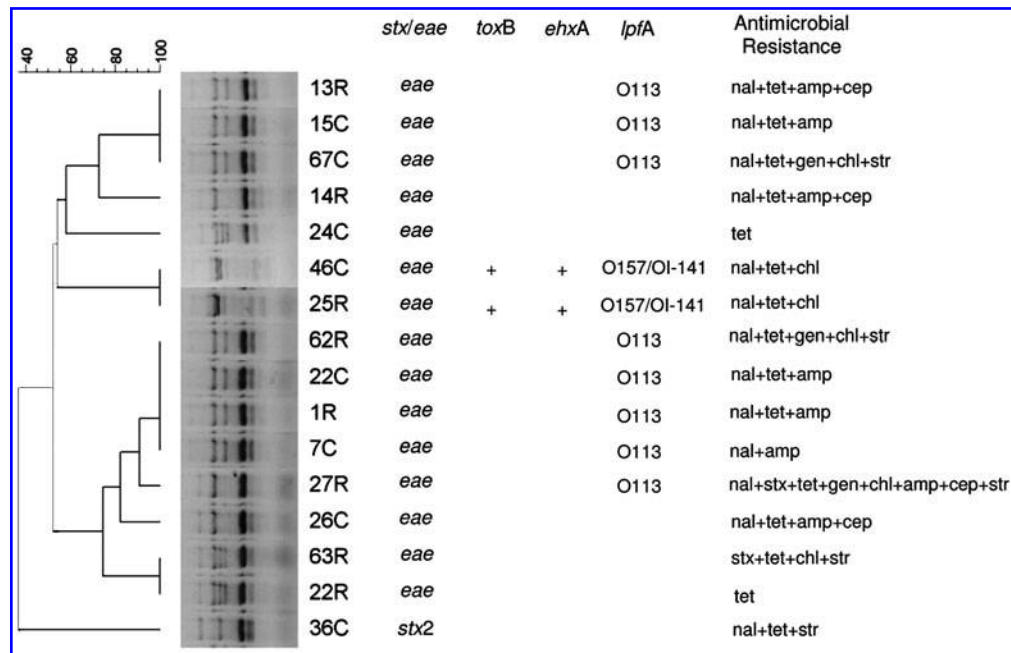 stx/eae toxB ehxA lpfA Antimicrobial
Resistance
40 60 80 100
13R eae O113 nal+tet+amp+cep
15C eae O113 nal+tet+amp
67C eae O113 nal+tet+gen+chl+str
14R eae nal+tet+amp+cep
24C eae tet
46C eae + + O157/OI-141 nal+tet+chl
25R eae + + O157/OI-141 nal+tet+chl
62R eae O113 nal+tet+gen+chl+str
22C eae O113 nal+tet+amp
1R eae O113 nal+tet+amp
7C eae O113 nal+amp
27R eae O113 nal+stx+tet+gen+chl+amp+cep+str
26C eae nal+tet+amp+cep
63R eae stx+tet+chl+str
22R eae tet
36C stx2 nal+tet+str